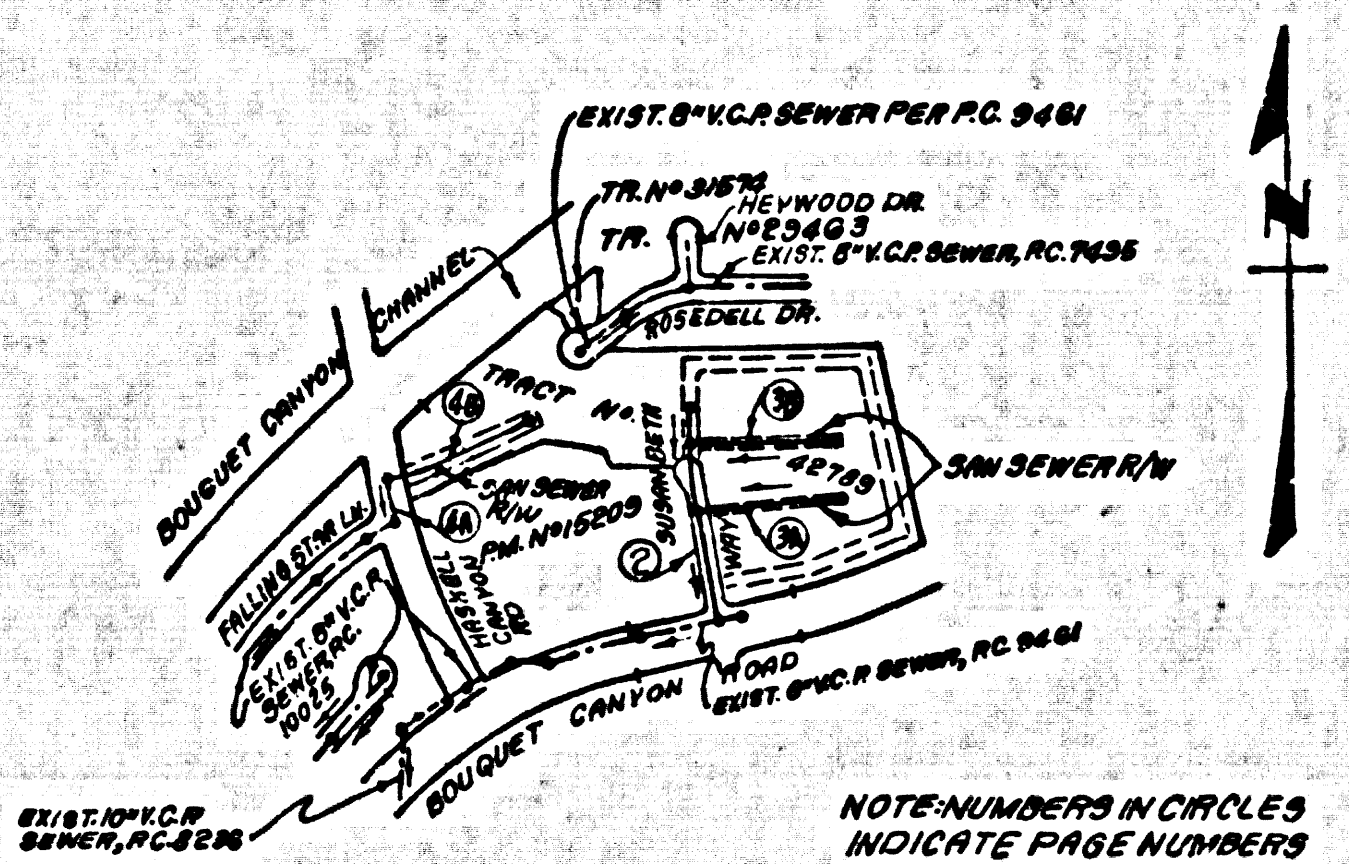 EXIST. 8" V.C.P. SEWER PER P.C. 9461
TR. Nº 31574
HEYWOOD DR.
TR. Nº 29463
EXIST. 8" V.C.P. SEWER, P.C. 7495
ROSEDELL DR.
BOUQUET CANYON CHANNEL
TRACT No. 42789
4B
3B
SAN SEWER R/W
SAN SEWER
R/W
4A
P.M. Nº 15209
SUSAN BETH WAY
2
3A
FALLING STAR LN.
HASKELL
CANYON
RD
EXIST. 8" V.C.P.
SEWER, P.C.
10025
BOUQUET CANYON ROAD
EXIST. 8" V.C.P. SEWER, P.C. 9461
EXIST. 10" V.C.P.
SEWER, P.C. 8236
N
NOTE: NUMBERS IN CIRCLES
INDICATE PAGE NUMBERS